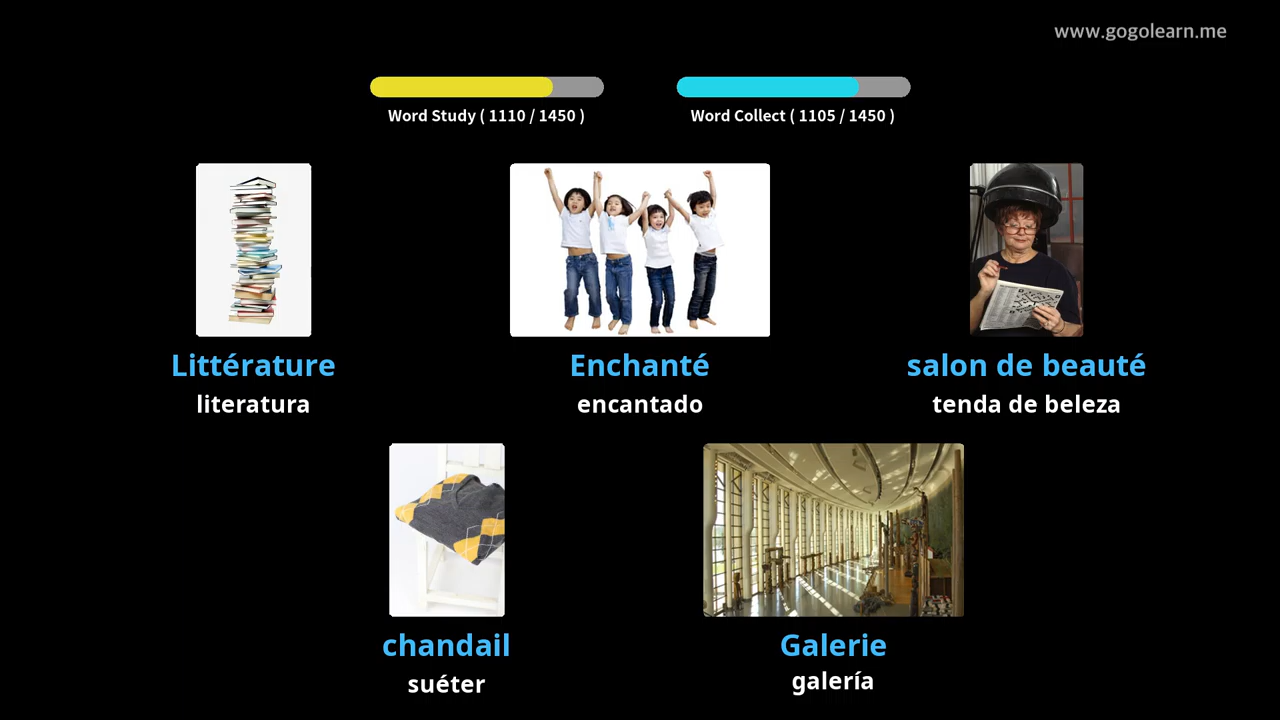 www.gogolearn.me
Word Study ( 1110 / 1450 )
Word Collect ( 1105 / 1450 )
Littérature
literatura
Enchanté
encantado
salon de beauté
tenda de beleza
chandail
suéter
Galerie
galería